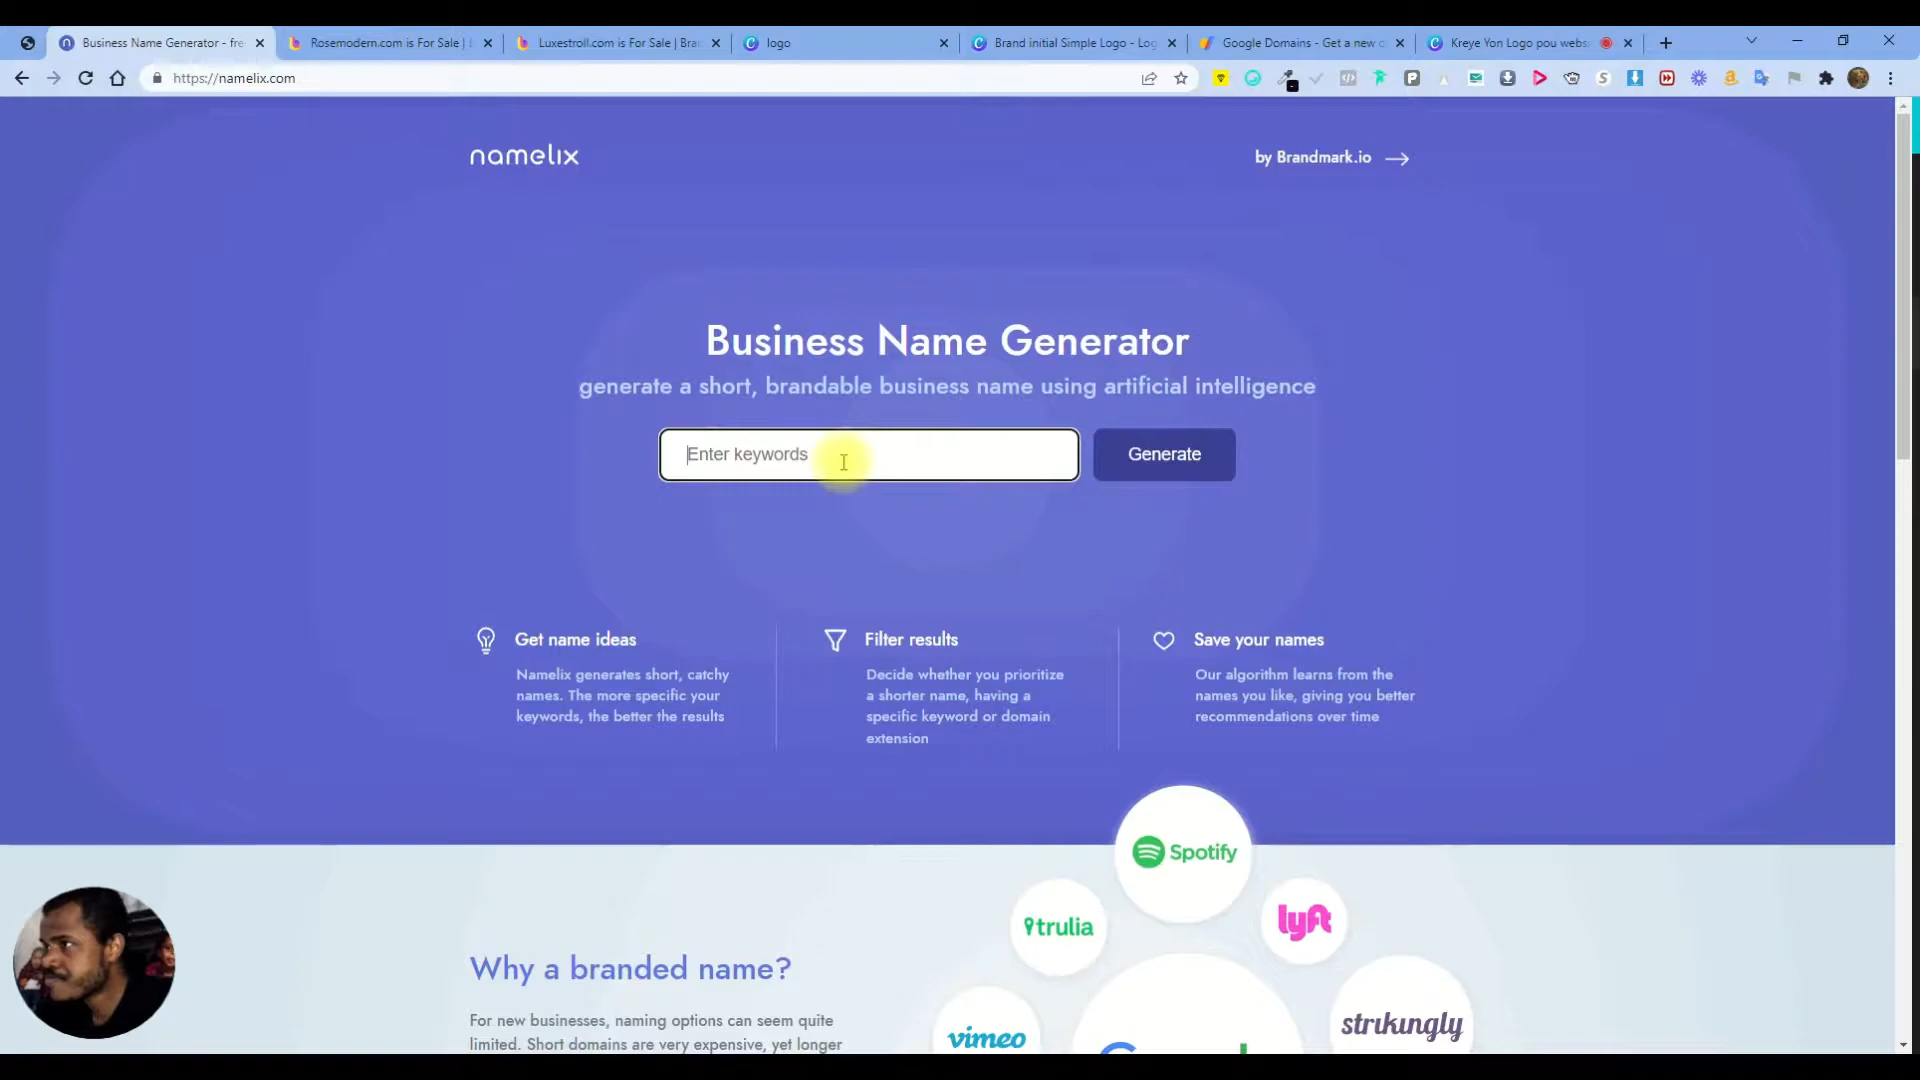 Business Name Generator - fre
Rosemodern.com is For Sale |
Luxestroll.com is For Sale | Bra
logo
Brand initial Simple Logo - Log
Google Domains - Get a new
Kreye Yon Logo pou webs
https://namelix.com
namelix
by Brandmark.io
Business Name Generator
generate a short, brandable business name using artificial intelligence
Enter keywords
Generate
Get name ideas
Namelix generates short, catchy
names. The more specific your
keywords, the better the results
Filter results
Decide whether you prioritize
a shorter name, having a
specific keyword or domain
extension
Save your names
Our algorithm learns from the
names you like, giving you better
recommendations over time
Spotify
trulia
lyft
Why a branded name?
For new businesses, naming options can seem quite
limited. Short domains are very expensive, yet longer
vimeo
strikingly